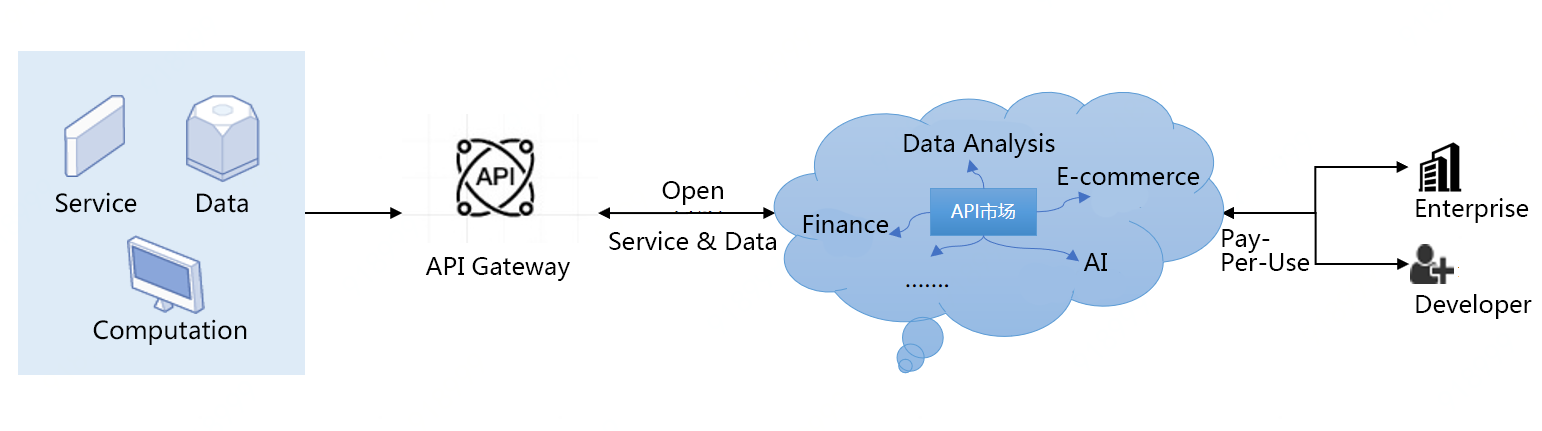 Service
Data
Computation
API
API Gateway
Open
Service & Data
Data Analysis
E-commerce
API市场
Finance
AI
.......
Pay-
Per-Use
Enterprise
Developer